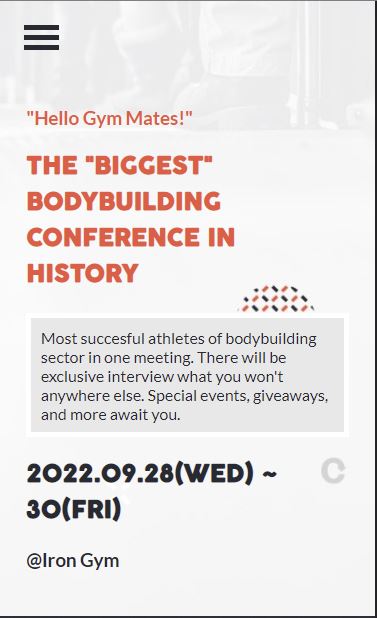 "Hello Gym Mates!"
THE "BIGGEST"
BODYBUILDING
CONFERENCE IN
HISTORY
Most succesful athletes of bodybuilding
sector in one meeting. There will be
exclusive interview what you won't
anywhere else. Special events, giveaways,
and more await you.
2022.09.28(WED) ~
30(FRI)
@Iron Gym